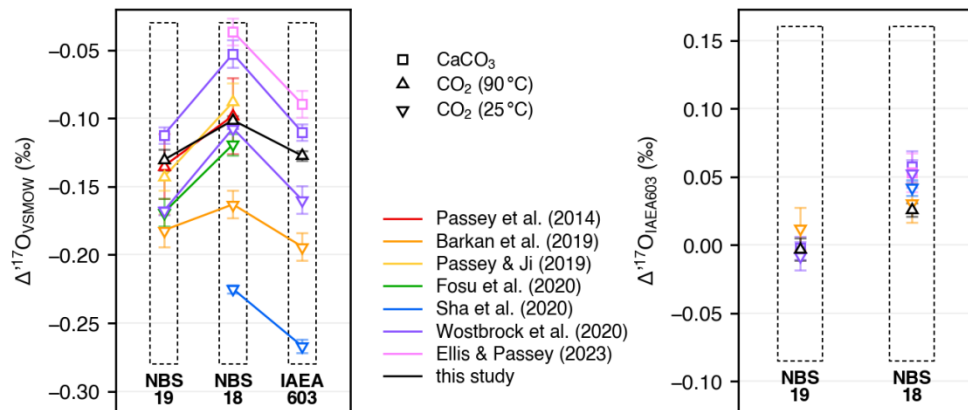 Δ'¹⁷O_VSMOW (‰)
−0.05
−0.10
−0.15
−0.20
−0.25
−0.30
NBS
19
NBS
18
IAEA
603
CaCO₃
CO₂ (90 °C)
CO₂ (25 °C)
Passey et al. (2014)
Barkan et al. (2019)
Passey & Ji (2019)
Fosu et al. (2020)
Sha et al. (2020)
Wostbrock et al. (2020)
Ellis & Passey (2023)
this study
Δ'¹⁷O_IAEA603 (‰)
0.15
0.10
0.05
0.00
−0.05
−0.10
NBS
19
NBS
18